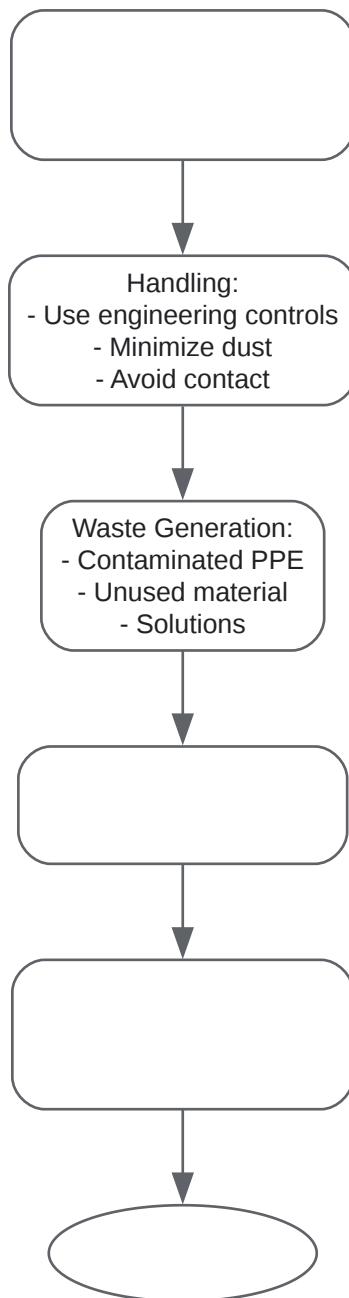 Handling:
- Use engineering controls
- Minimize dust
- Avoid contact
Waste Generation:
- Contaminated PPE
- Unused material
- Solutions